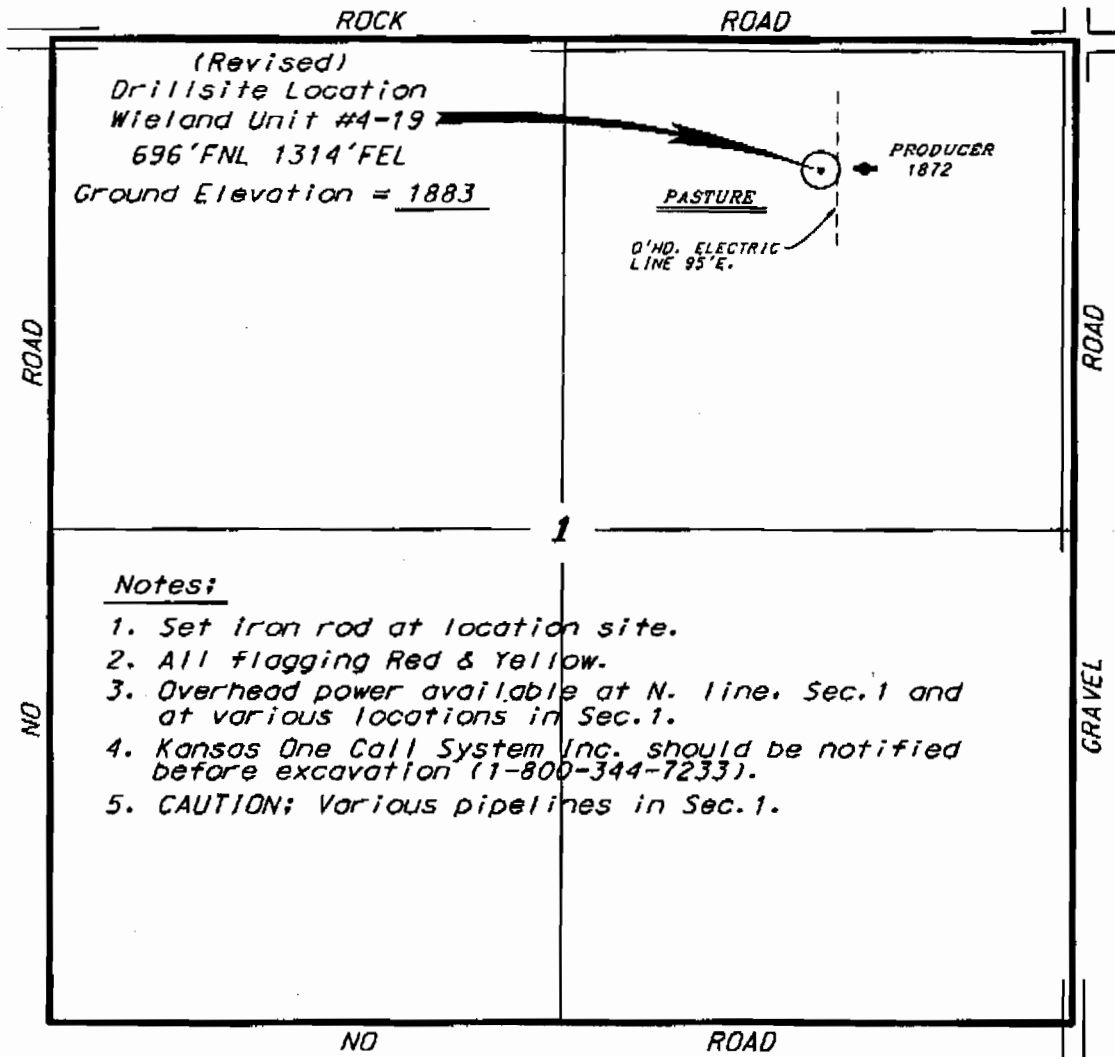 ROCK ROAD
(Revised)
Drillsite Location
Wieland Unit #4-19
696'FNL 1314'FEL
Ground Elevation = 1883
PRODUCER
1872
PASTURE
O'HD. ELECTRIC
LINE 95'E.
ROAD
NO
ROAD
GRAVEL
1
Notes:
1. Set iron rod at location site.
2. All flagging Red & Yellow.
3. Overhead power available at N. line. Sec.1 and
at various locations in Sec.1.
4. Kansas One Call System Inc. should be notified
before excavation (1-800-344-7233).
5. CAUTION: Various pipelines in Sec.1.
NO ROAD